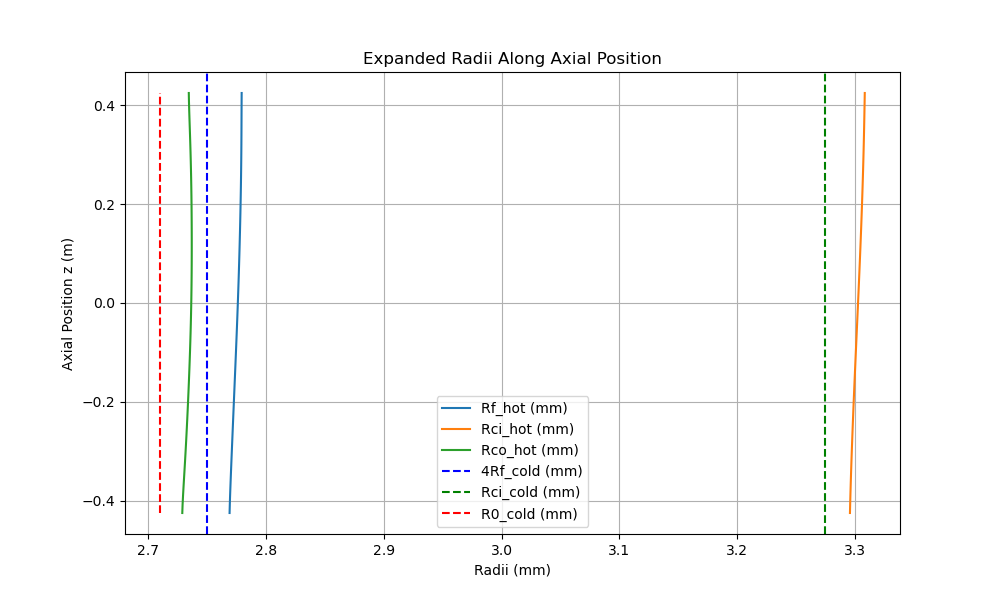 Expanded Radii Along Axial Position
Axial Position z (m)
0.4
0.2
0.0
−0.2
−0.4
Rf_hot (mm)
Rci_hot (mm)
Rco_hot (mm)
4Rf_cold (mm)
Rci_cold (mm)
R0_cold (mm)
2.7 2.8 2.9 3.0 3.1 3.2 3.3
Radii (mm)